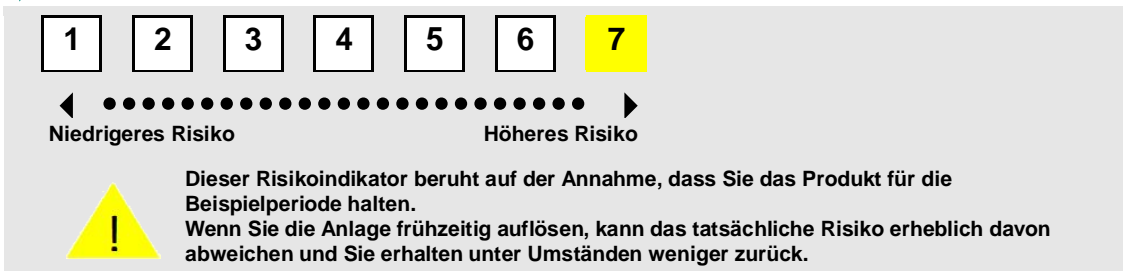 1 2 3 4 5 6 7
Niedrigeres Risiko Höheres Risiko
Dieser Risikoindikator beruht auf der Annahme, dass Sie das Produkt für die
Beispielperiode halten.
Wenn Sie die Anlage frühzeitig auflösen, kann das tatsächliche Risiko erheblich davon
abweichen und Sie erhalten unter Umständen weniger zurück.
!